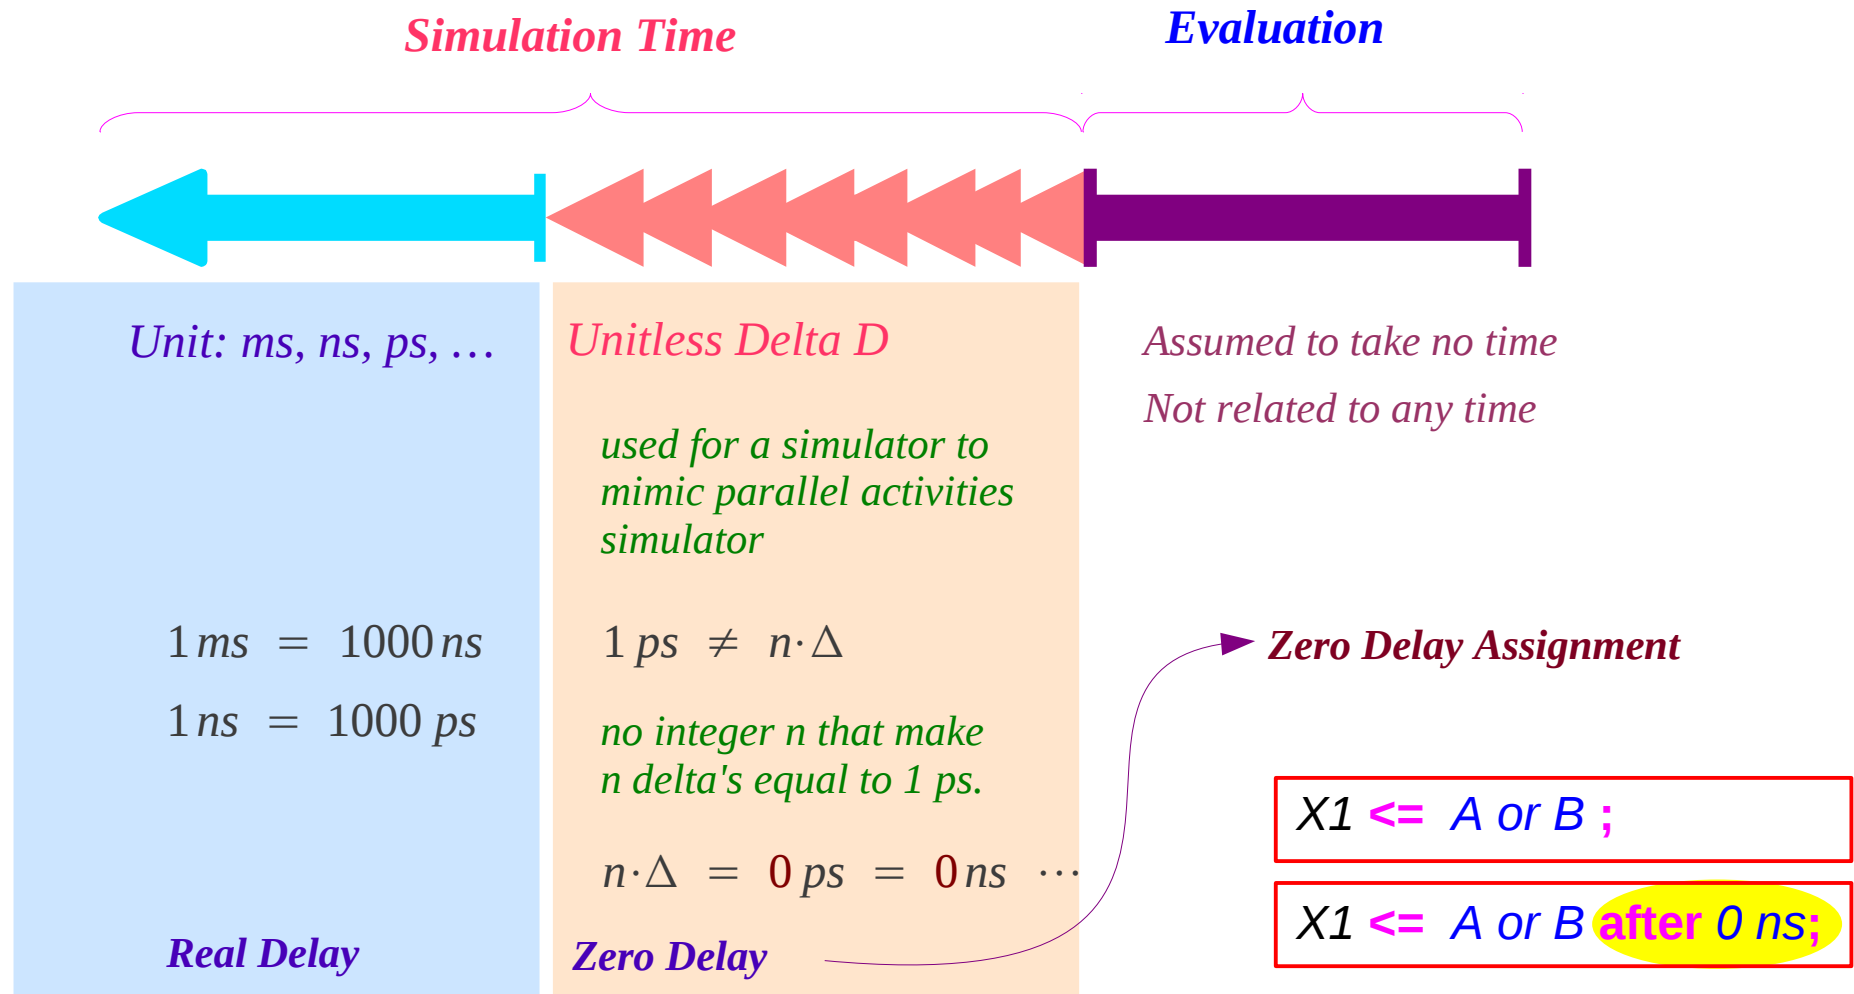 Simulation Time
Evaluation
Unit: ms, ns, ps, …
1 ms = 1000 ns
1 ns = 1000 ps
Real Delay
Unitless Delta D
used for a simulator to
mimic parallel activities
simulator
1 ps ≠ n·Δ
no integer n that make
n delta's equal to 1 ps.
n·Δ = 0 ps = 0 ns ⋯
Zero Delay
Assumed to take no time
Not related to any time
Zero Delay Assignment
X1 <= A or B ;
X1 <= A or B after 0 ns;